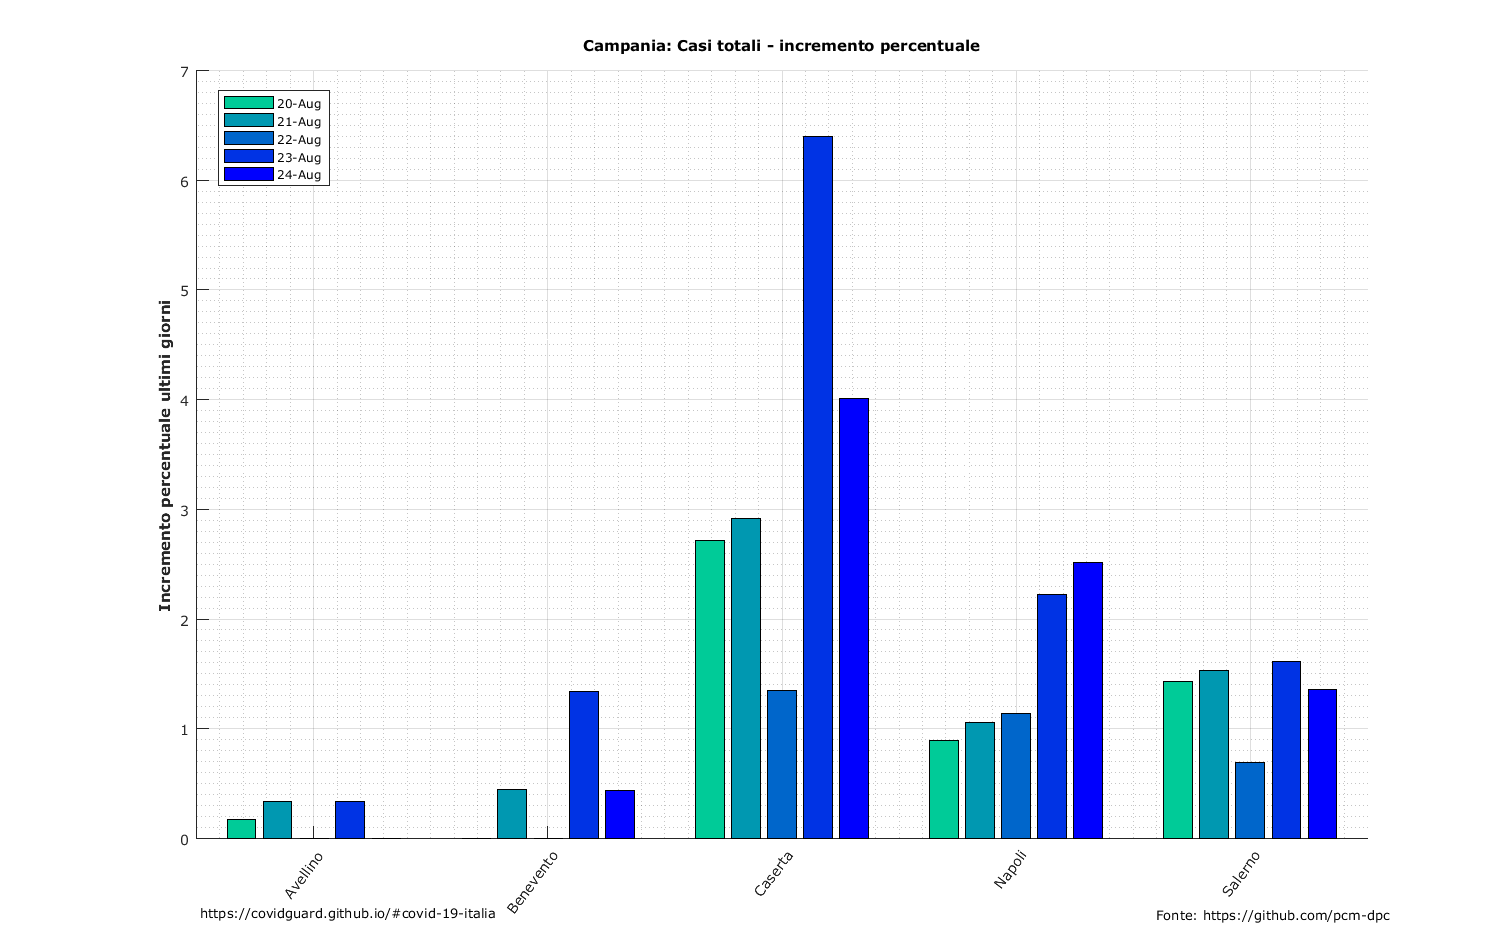 Campania: Casi totali - incremento percentuale
Incremento percentuale ultimi giorni
7
6
5
4
3
2
1
0
20-Aug
21-Aug
22-Aug
23-Aug
24-Aug
Avellino
Benevento
Caserta
Napoli
Salerno
https://covidguard.github.io/#covid-19-italia
Fonte: https://github.com/pcm-dpc